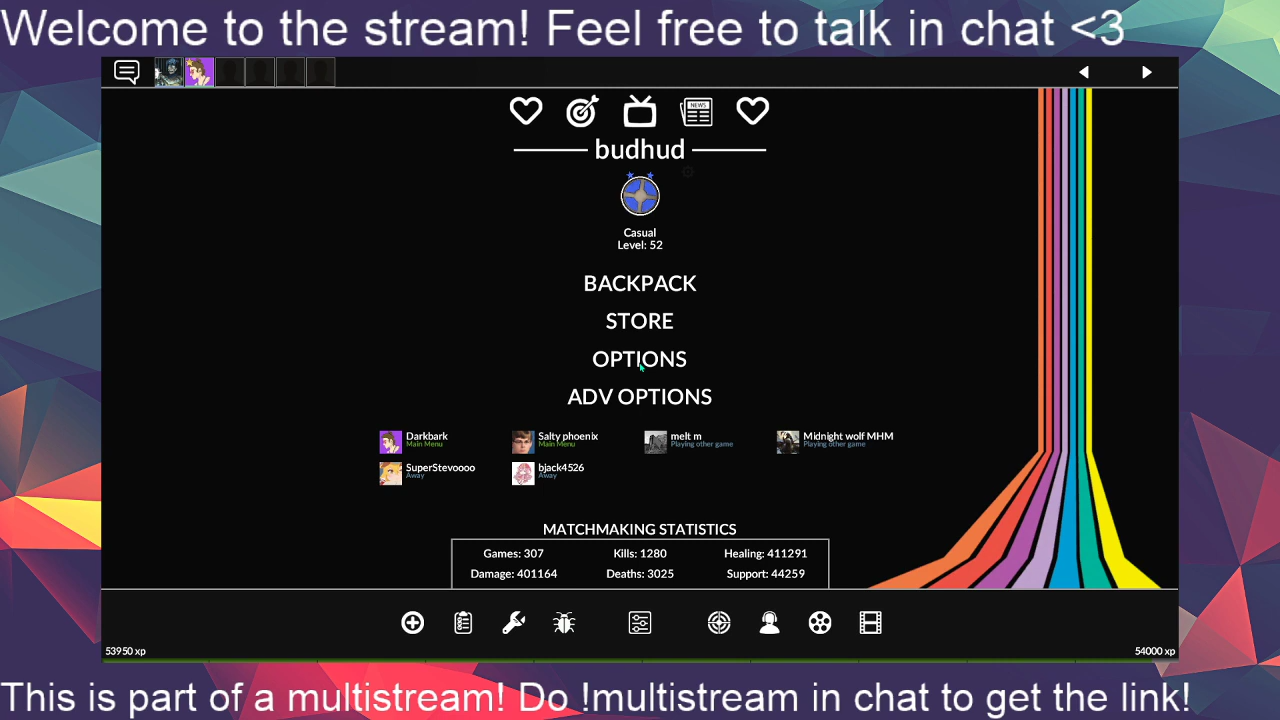 Welcome to the stream! Feel free to talk in chat <3
NEWS
budhud
Casual
Level: 52
BACKPACK
STORE
OPTIONS
ADV OPTIONS
Darkbark
Main Menu
Salty phoenix
Main Menu
melt m
Playing other game
Midnight wolf MHM
Playing other game
SuperStevoooo
Away
bjack4526
Away
MATCHMAKING STATISTICS
Games: 307 Kills: 1280 Healing: 411291
Damage: 401164 Deaths: 3025 Support: 44259
53950 xp 54000 xp
This is part of a multistream! Do !multistream in chat to get the link!